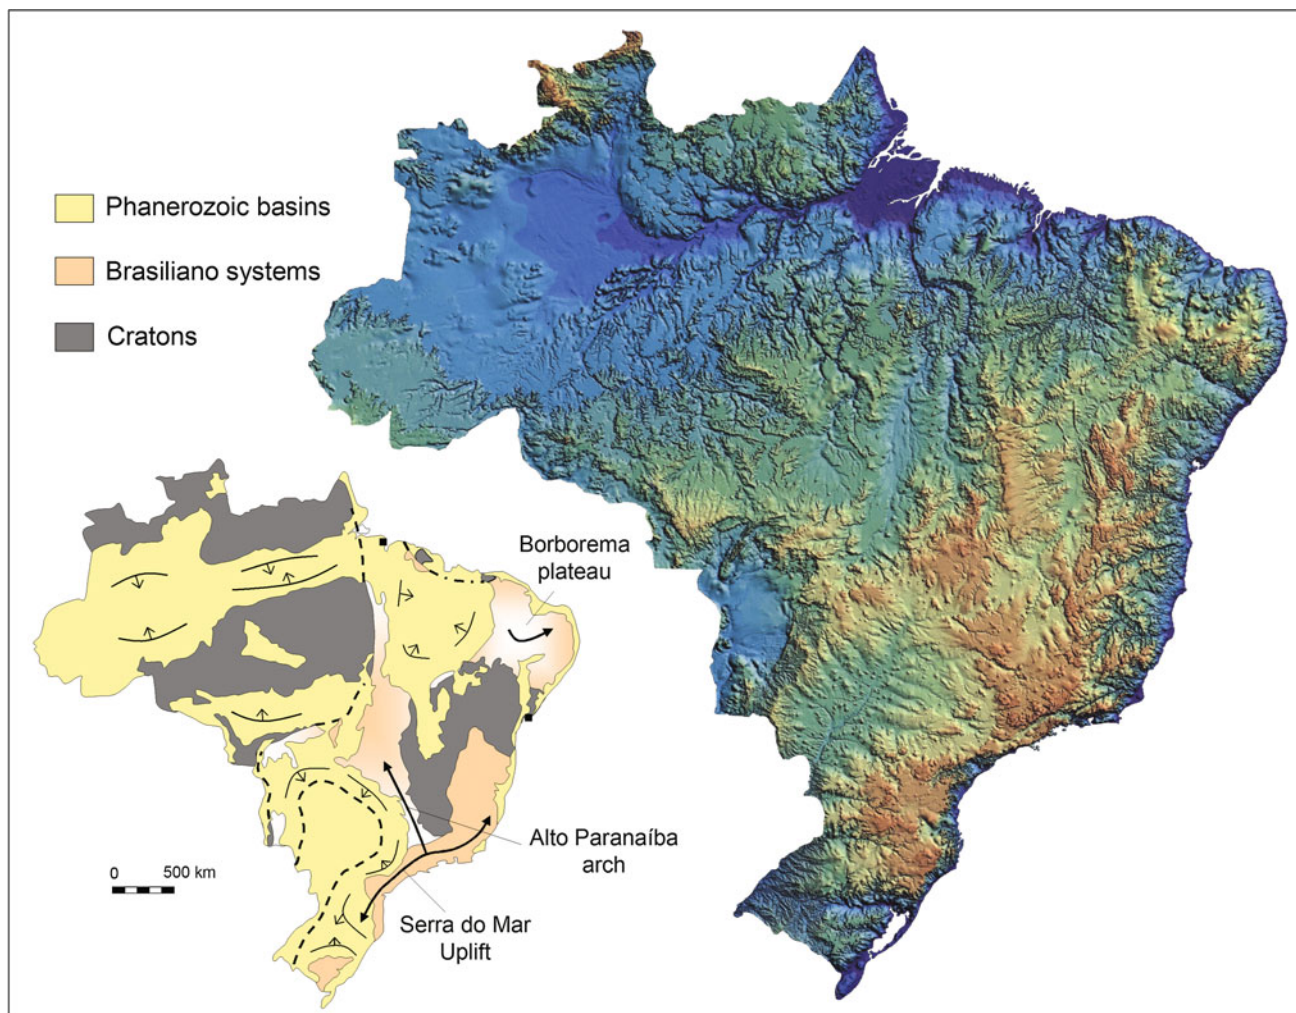 Phanerozoic basins
Brasiliano systems
Cratons
Borborema
plateau
Alto Paranaíba
arch
0 500 km
Serra do Mar
Uplift